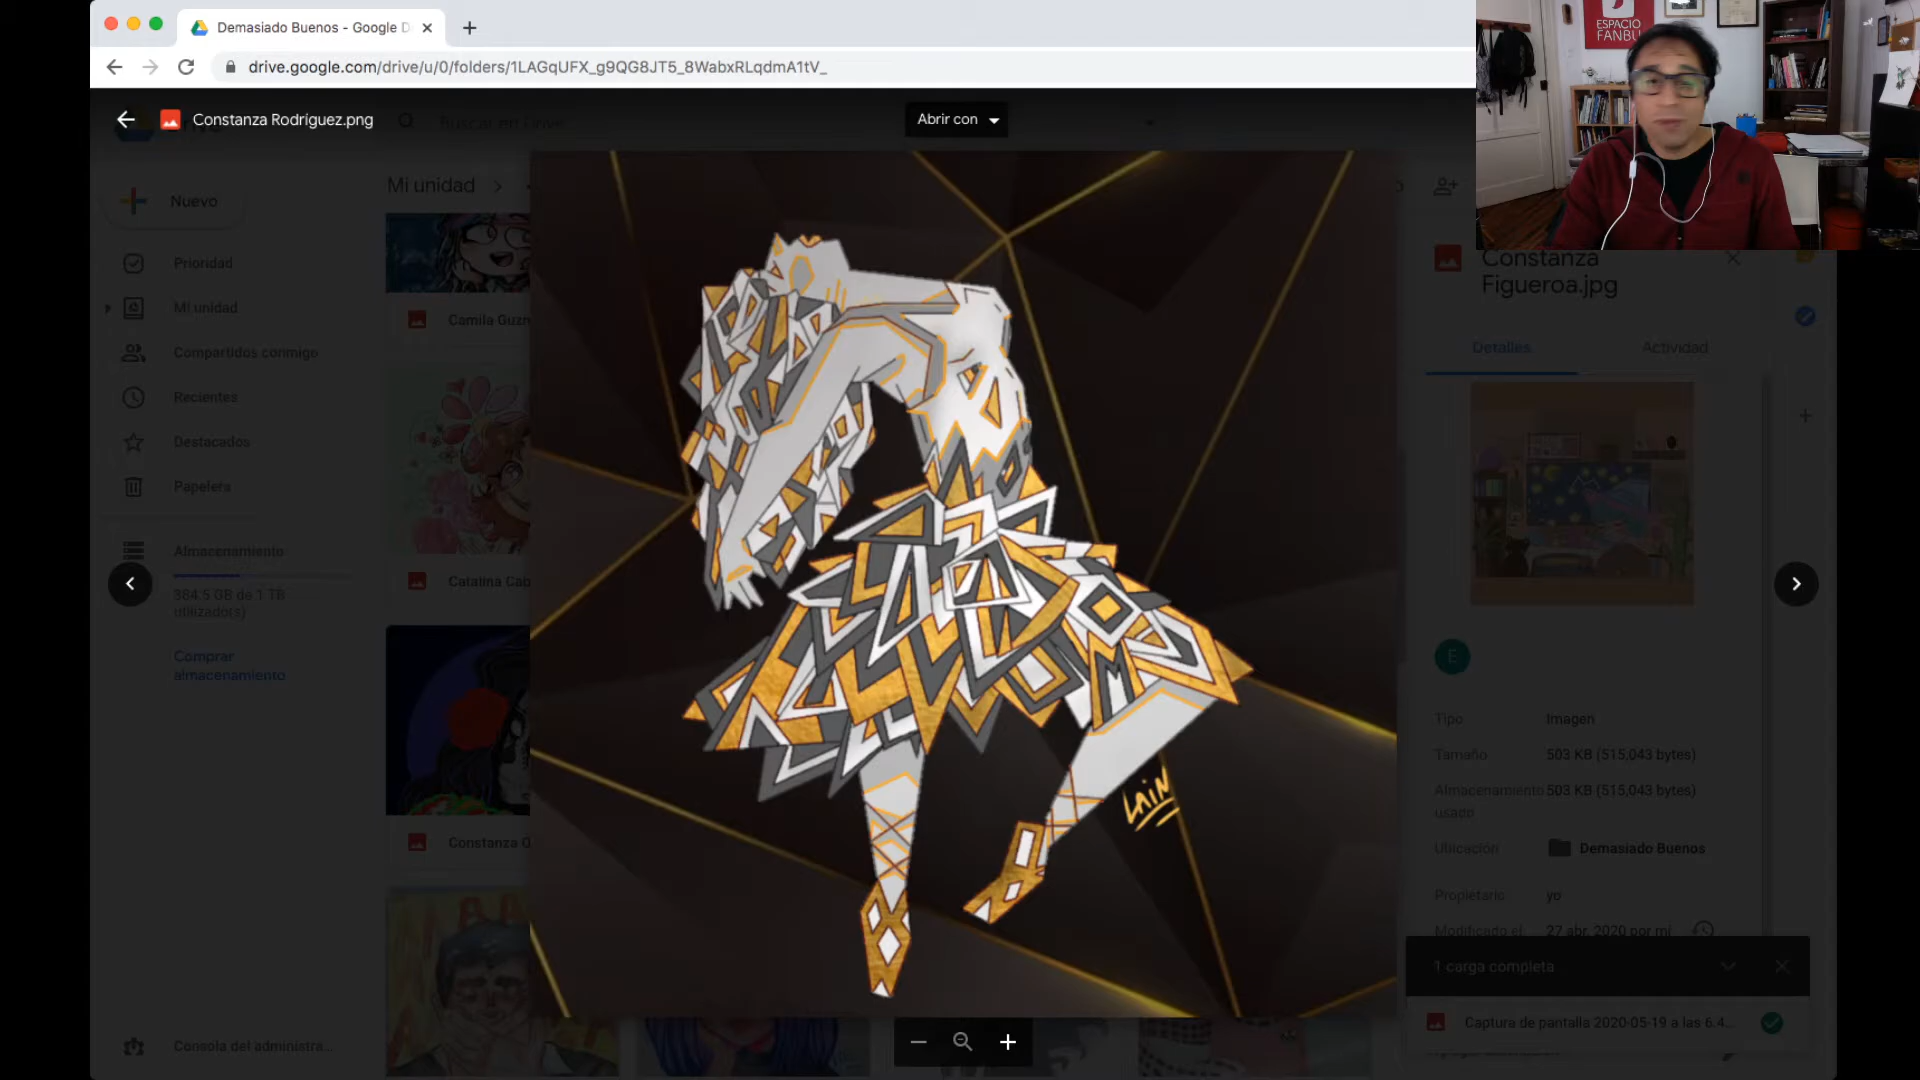 Demasiado Buenos - Google D
drive.google.com/drive/u/0/folders/1LAGqUFX_g9QG8JT5_8WabxRLqdmA1tV_
ESPACIO
FANBU
Constanza Rodríguez.png
Buscar en Drive
Abrir con
Mi unidad
Nuevo
Prioridad
Mi unidad
Compartidos conmigo
Recientes
Destacados
Papelera
Almacenamiento
384.5 GB de 1 TB
utilizado(s)
Comprar
almacenamiento
Consola del administra...
Camila Guzm
Catalina Cab
Constanza O
LAIN
Constanza
Figueroa.jpg
Detalles
Actividad
E
Tipo
Imagen
Tamaño
503 KB (515,043 bytes)
Almacenamiento
usado
503 KB (515,043 bytes)
Ubicación
Demasiado Buenos
Propietario
yo
Modificado el
27 abr. 2020 por mí
1 carga completa
Captura de pantalla 2020-05-19 a las 6.4...